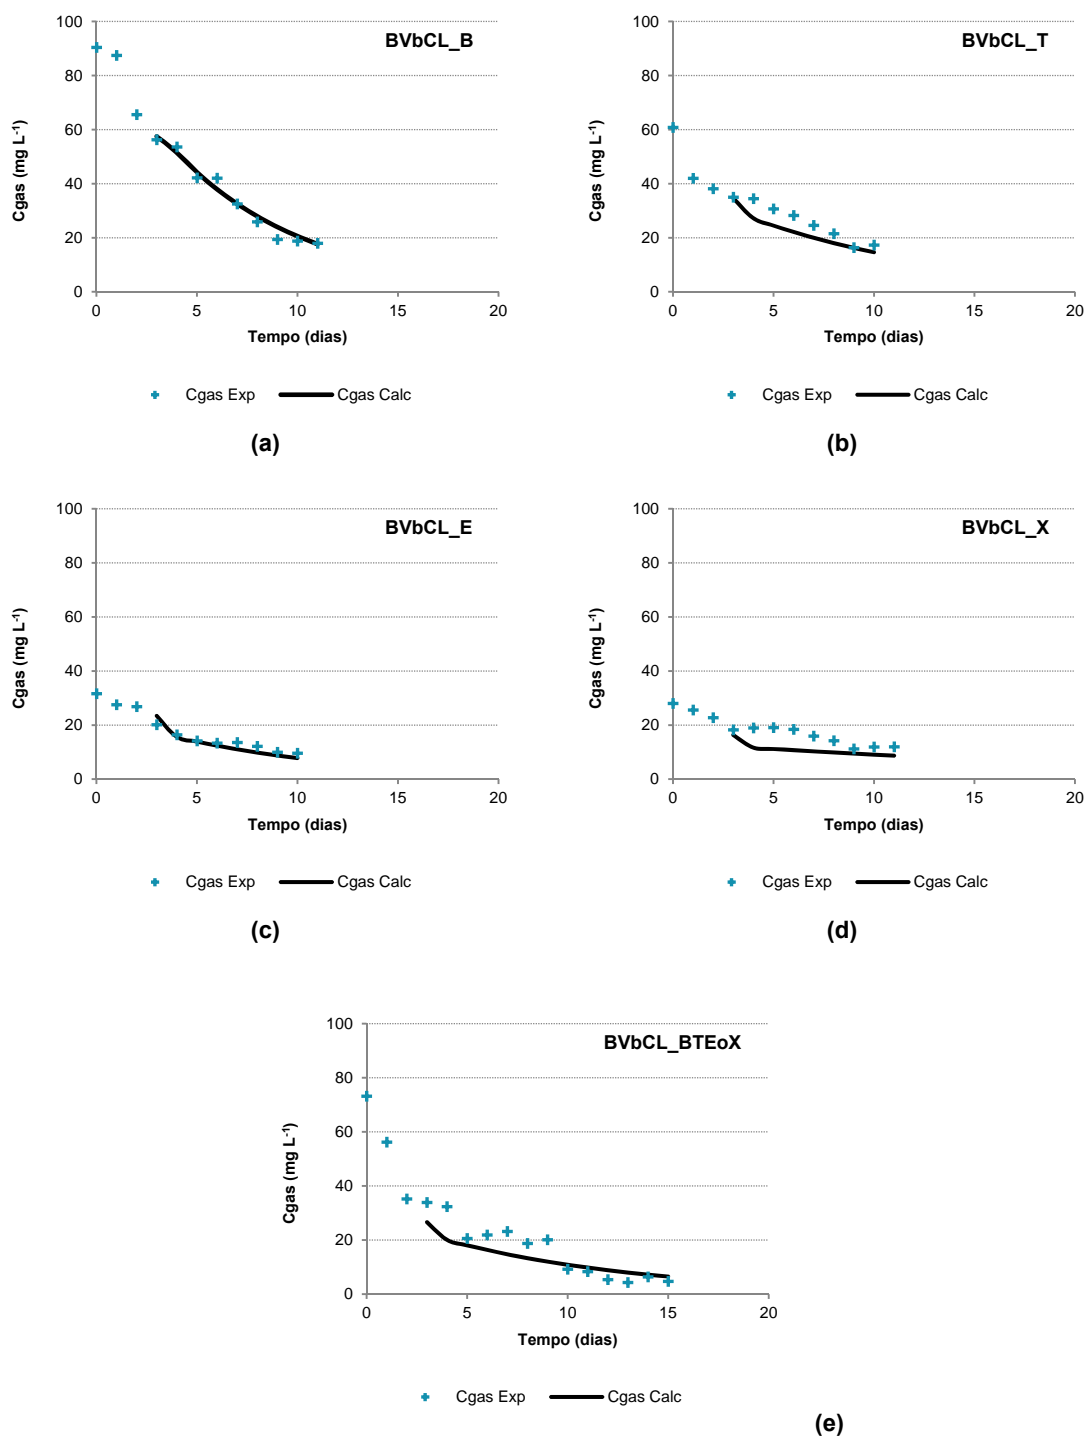 BVbCL_B
Cgas (mg L-1)
100
80
60
40
20
0
0 5 10 15 20
Tempo (dias)
Cgas Exp Cgas Calc
(a)
BVbCL_T
Cgas (mg L-1)
100
80
60
40
20
0
0 5 10 15 20
Tempo (dias)
Cgas Exp Cgas Calc
(b)
BVbCL_E
Cgas (mg L-1)
100
80
60
40
20
0
0 5 10 15 20
Tempo (dias)
Cgas Exp Cgas Calc
(c)
BVbCL_X
Cgas (mg L-1)
100
80
60
40
20
0
0 5 10 15 20
Tempo (dias)
Cgas Exp Cgas Calc
(d)
BVbCL_BTEoX
Cgas (mg L-1)
100
80
60
40
20
0
0 5 10 15 20
Tempo (dias)
Cgas Exp Cgas Calc
(e)